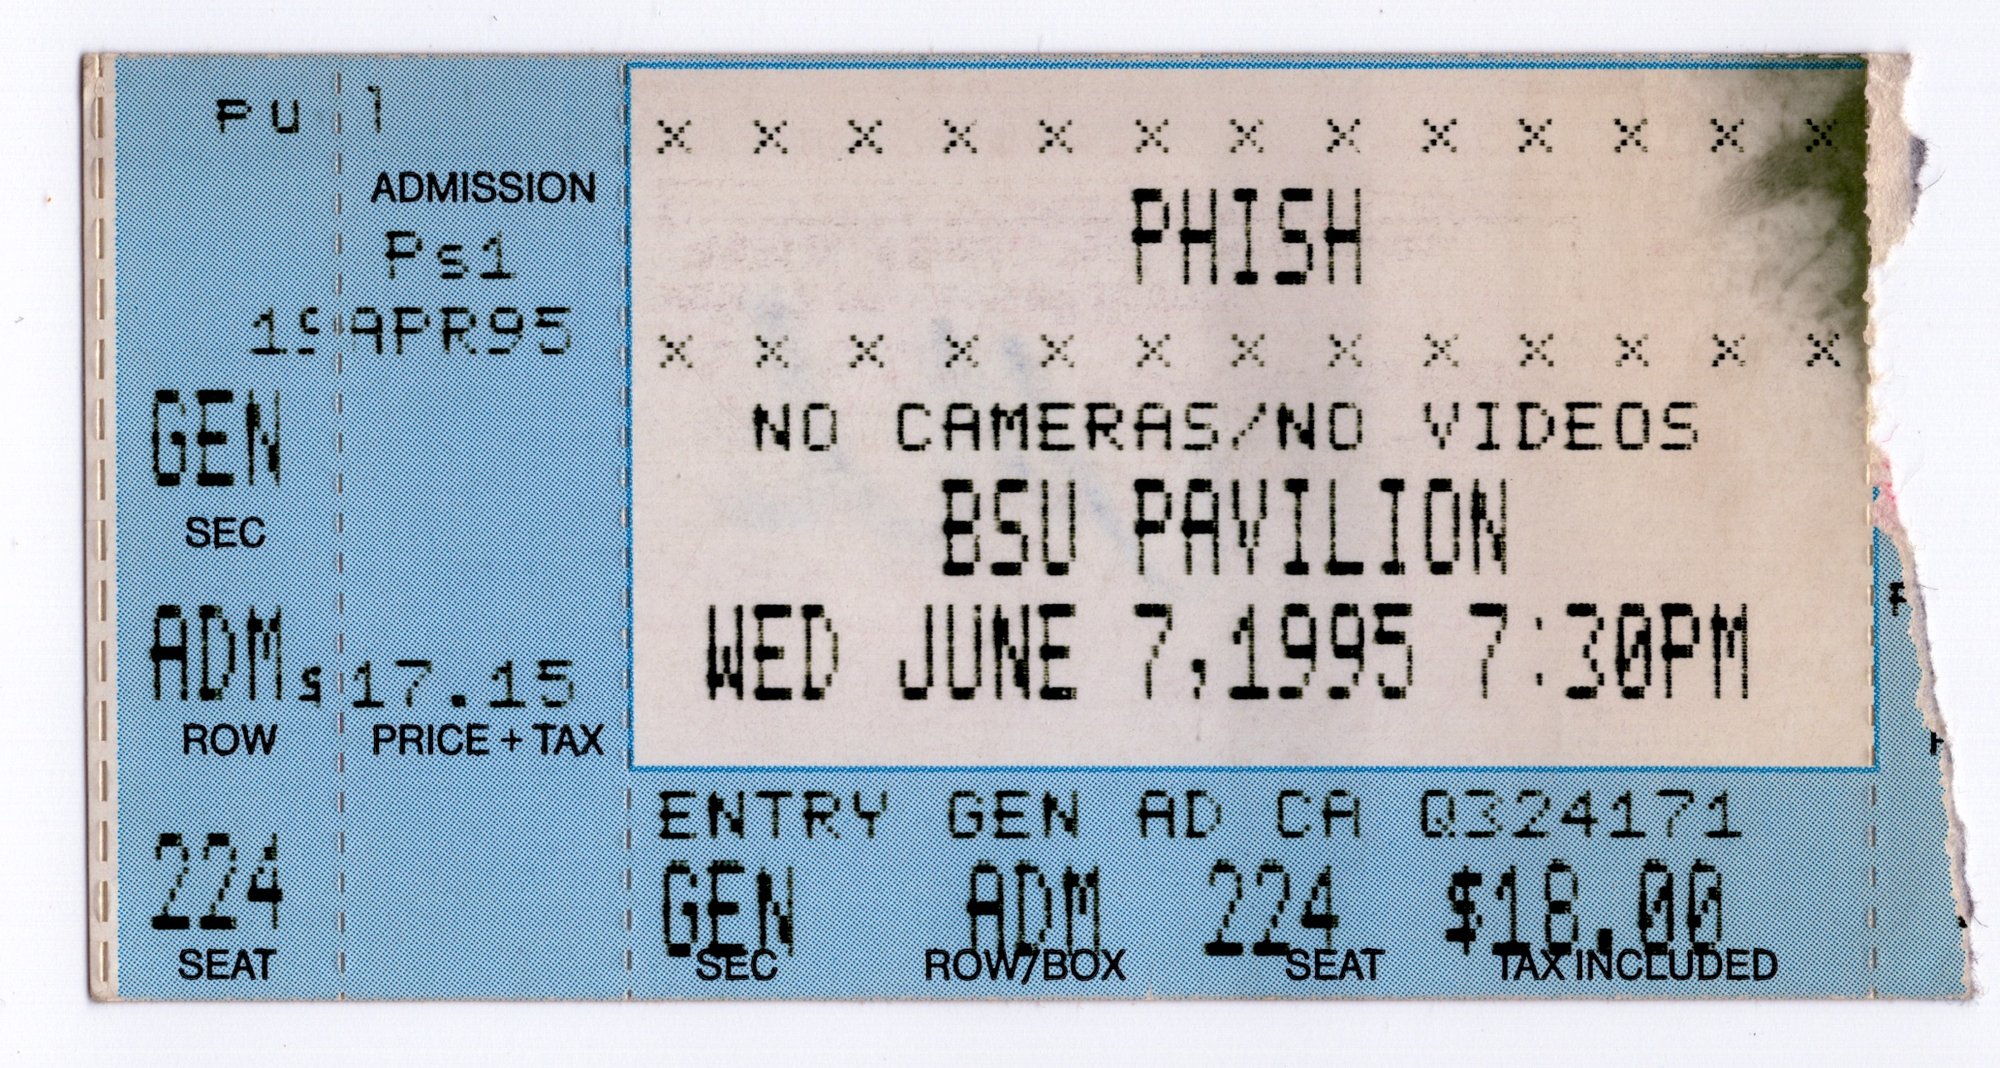 PU 1
ADMISSION
Ps1
19APR95
GEN
SEC
ADM
ROW
$17.15
PRICE + TAX
224
SEAT
x x x x x x x x x x x x x
PHISH
x x x x x x x x x x x x x
NO CAMERAS/NO VIDEOS
BSU PAVILION
WED JUNE 7,1995 7:30PM
ENTRY GEN AD CA Q324171
GEN ADM 224 $18.00
SEC ROW/BOX SEAT TAX INCLUDED